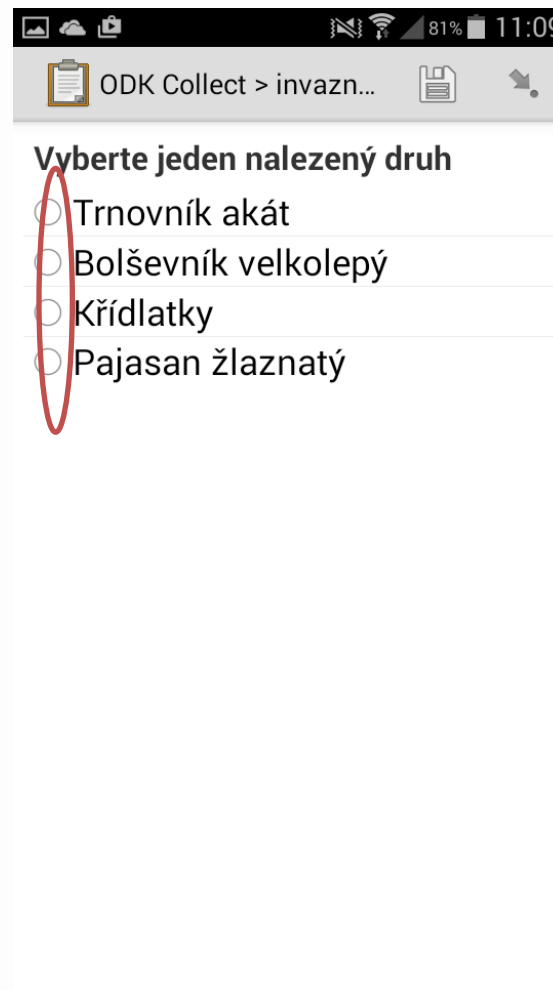 81% 11:09
ODK Collect > invazn...
Vyberte jeden nalezený druh
Trnovník akát
Bolševník velkolepý
Křídlatky
Pajasan žlaznatý